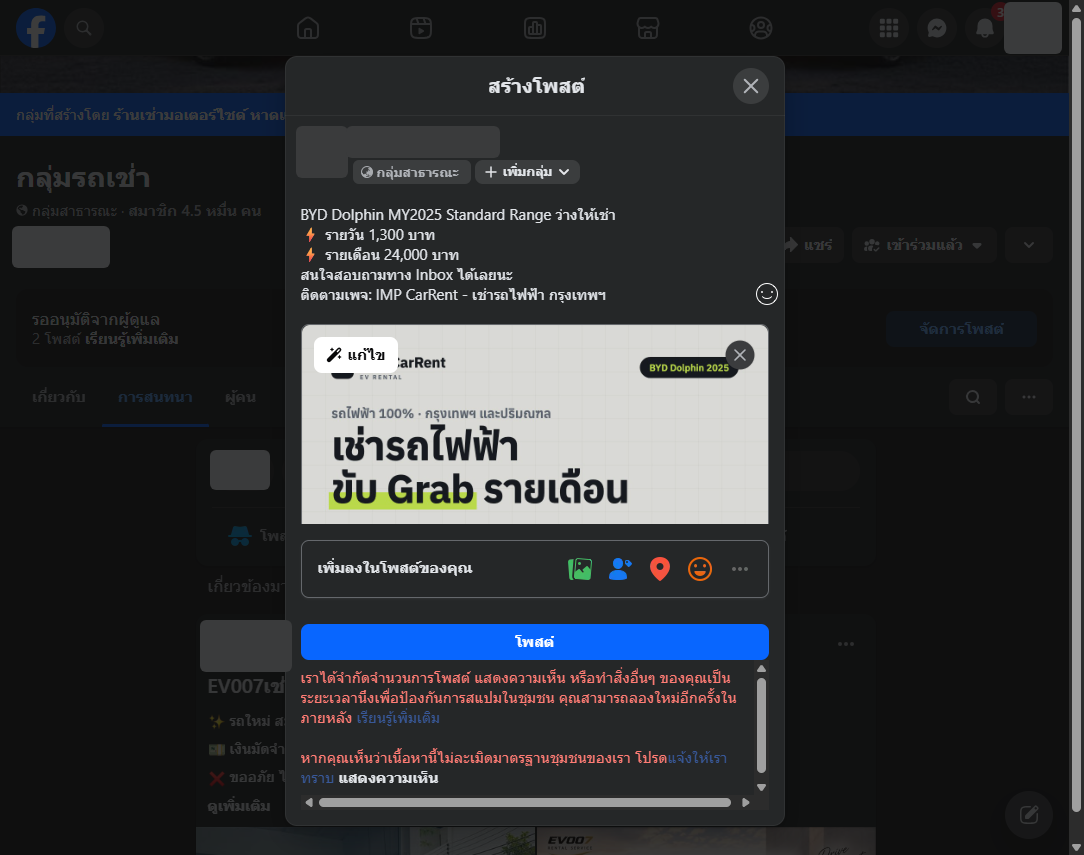 3
สร้างโพสต์
กลุ่มที่สร้างโดย ร้านเช่ามอเตอร์ไซต์ หาดเ
กลุ่มรถเช่า
กลุ่มสาธารณะ · สมาชิก 4.5 หมื่น คน
แชร์
เข้าร่วมแล้ว
กลุ่มสาธารณะ
เพิ่มกลุ่ม
BYD Dolphin MY2025 Standard Range ว่างให้เช่า
⚡ รายวัน 1,300 บาท
⚡ รายเดือน 24,000 บาท
สนใจสอบถามทาง Inbox ได้เลยนะ
ติดตามเพจ: IMP CarRent - เช่ารถไฟฟ้า กรุงเทพฯ
รออนุมัติจากผู้ดูแล
2 โพสต์ เรียนรู้เพิ่มเติม
จัดการโพสต์
เกี่ยวกับ
การสนทนา
ผู้คน
แก้ไข
CarRent
EV RENTAL
BYD Dolphin 2025
รถไฟฟ้า 100% · กรุงเทพฯ และปริมณฑล
เช่ารถไฟฟ้า
ขับ Grab รายเดือน
โพส
เพิ่มลงในโพสต์ของคุณ
เกี่ยวข้องมา
โพสต์
เราได้จำกัดจำนวนการโพสต์ แสดงความเห็น หรือทำสิ่งอื่นๆ ของคุณเป็น
ระยะเวลานึงเพื่อป้องกันการสแปมในชุมชน คุณสามารถลองใหม่อีกครั้งใน
ภายหลัง เรียนรู้เพิ่มเติม
หากคุณเห็นว่าเนื้อหานี้ไม่ละเมิดมาตรฐานชุมชนของเรา โปรดแจ้งให้เรา
ทราบ แสดงความเห็น
EV007เช่
✨ รถใหม่ ส
💵 เงินมัดจำ
❌ ขออภัย ไ
ดูเพิ่มเติม
EV007